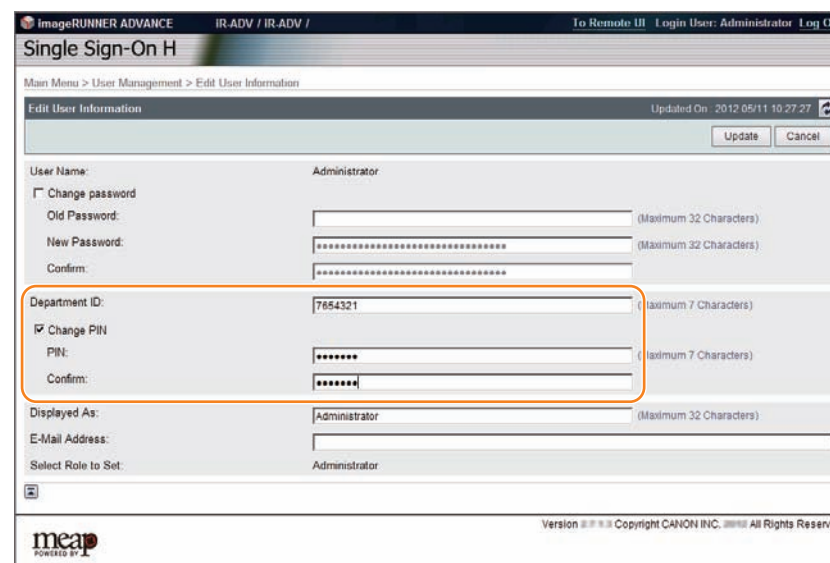 imageRUNNER ADVANCE IR-ADV / IR-ADV / To Remote UI Login User: Administrator Log O
Single Sign-On H
Main Menu > User Management > Edit User Information
Edit User Information Updated On : 2012 05/11 10:27:27
Update Cancel
User Name: Administrator
Change password
Old Password: (Maximum 32 Characters)
New Password: (Maximum 32 Characters)
Confirm:
Department ID: 7654321 (Maximum 7 Characters)
Change PIN
PIN: (Maximum 7 Characters)
Confirm:
Displayed As: Administrator (Maximum 32 Characters)
E-Mail Address:
Select Role to Set: Administrator
Version Copyright CANON INC. All Rights Reserv
meap
POWERED BY